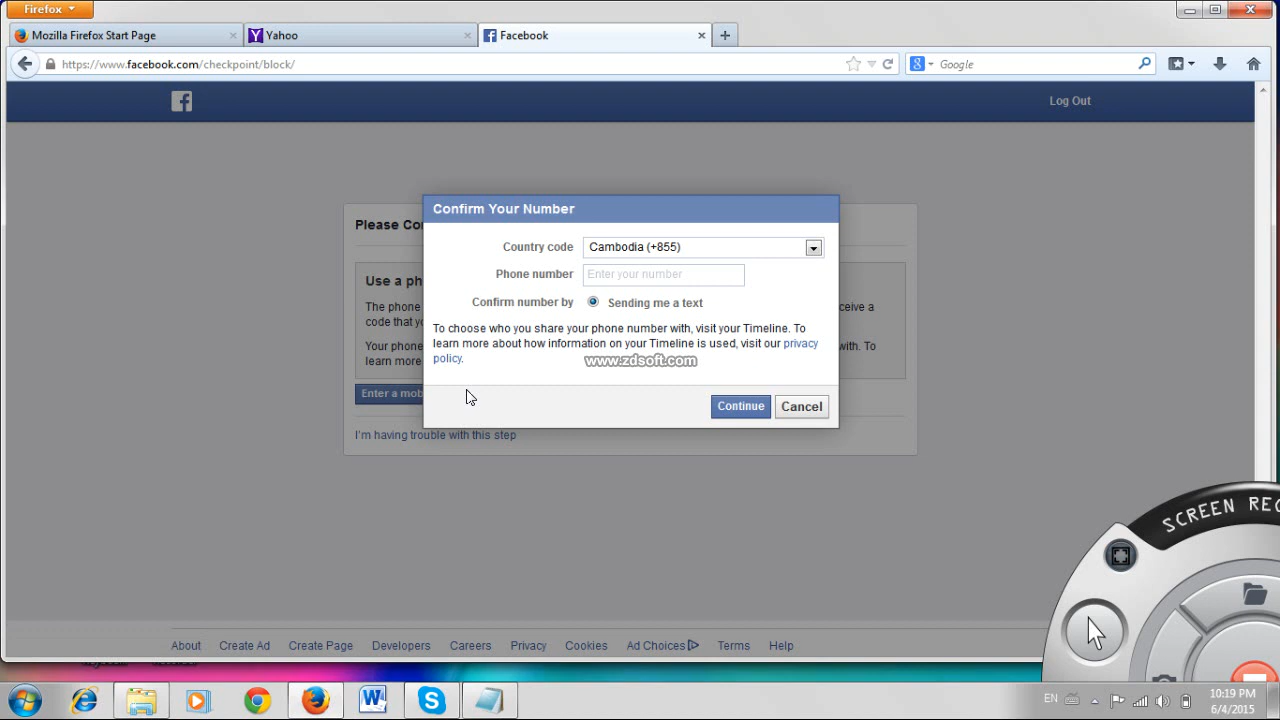 Firefox
Mozilla Firefox Start Page
Yahoo
Facebook
https://www.facebook.com/checkpoint/block/
Google
Log Out
Confirm Your Number
Please Co
Country code
Cambodia (+855)
Use a ph
Phone number
Enter your number
Confirm number by
Sending me a text
The phone
ceive a
code that yo
To choose who you share your phone number with, visit your Timeline. To
learn more about how information on your Timeline is used, visit our privacy
policy.
Your phone
with. To
learn more
www.zdsoft.com
Enter a mob
Continue
Cancel
I'm having trouble with this step
SCREEN REC
About
Create Ad
Create Page
Developers
Careers
Privacy
Cookies
Ad Choices
Terms
Help
EN
10:19 PM
6/4/2015